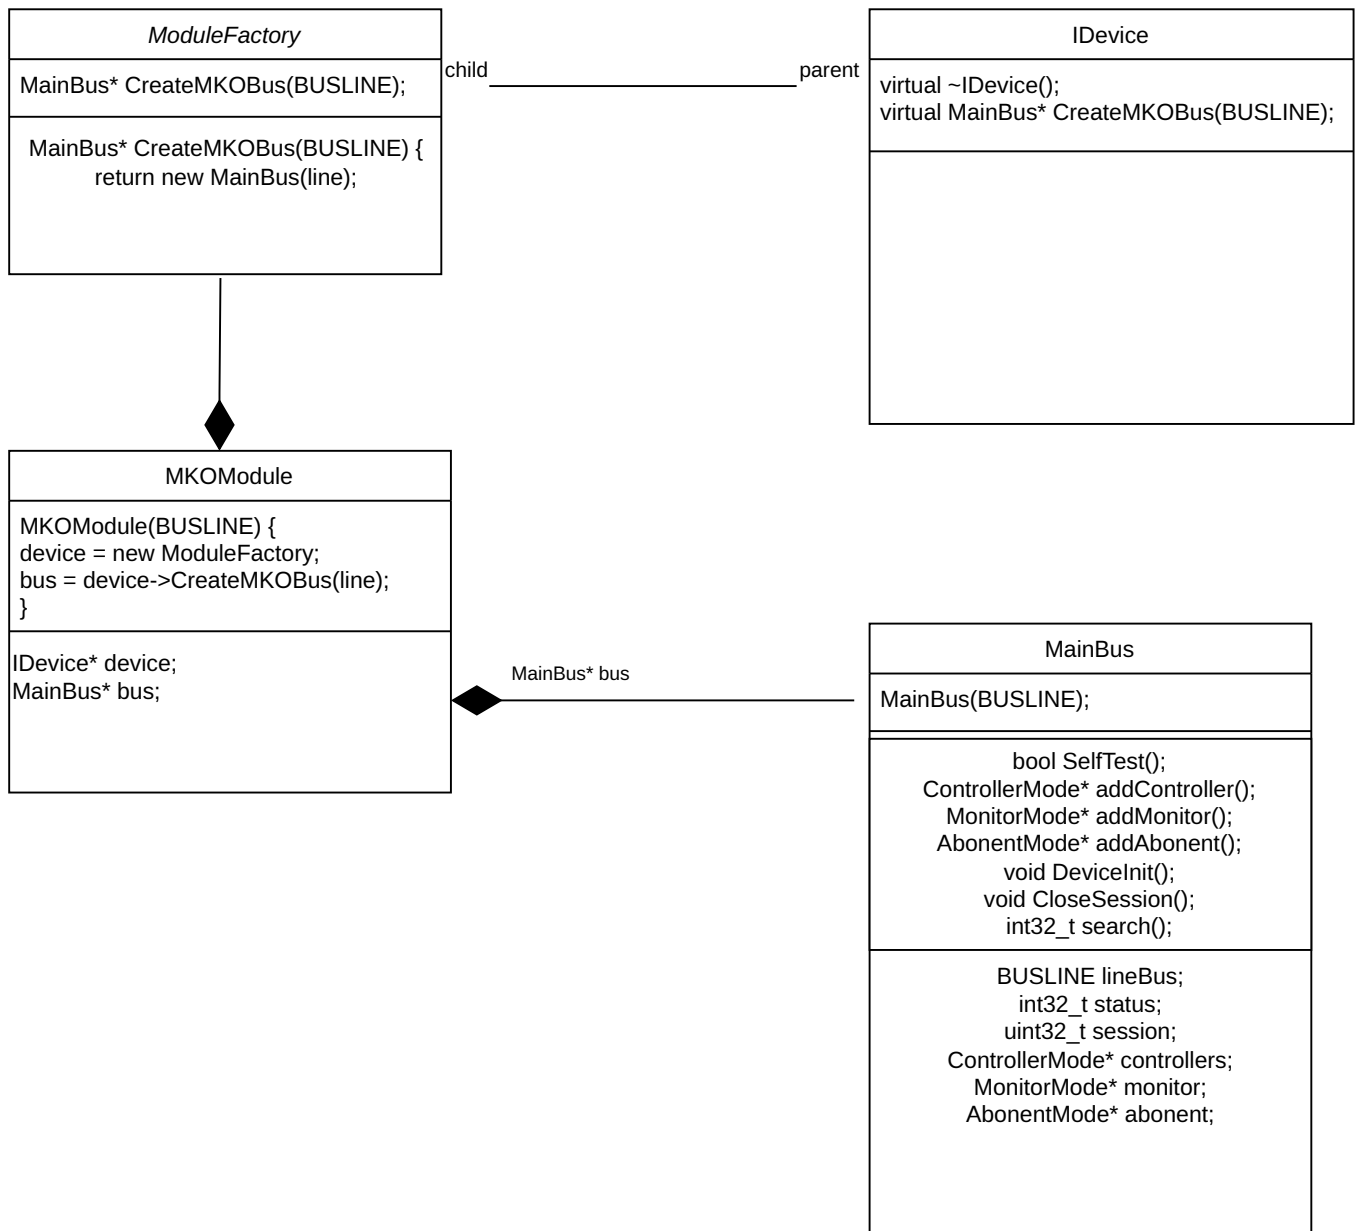 ModuleFactory
MainBus* CreateMKOBus(BUSLINE);
MainBus* CreateMKOBus(BUSLINE) {
return new MainBus(line);
child
parent
IDevice
virtual ~IDevice();
virtual MainBus* CreateMKOBus(BUSLINE);
MKOModule
MKOModule(BUSLINE) {
device = new ModuleFactory;
bus = device->CreateMKOBus(line);
}
IDevice* device;
MainBus* bus;
MainBus* bus
MainBus
MainBus(BUSLINE);
bool SelfTest();
ControllerMode* addController();
MonitorMode* addMonitor();
AbonentMode* addAbonent();
void DeviceInit();
void CloseSession();
int32_t search();
BUSLINE lineBus;
int32_t status;
uint32_t session;
ControllerMode* controllers;
MonitorMode* monitor;
AbonentMode* abonent;